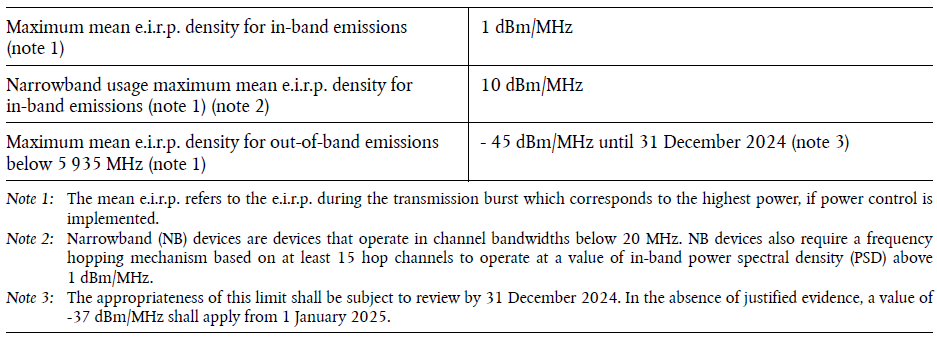 Maximum mean e.i.r.p. density for in-band emissions (note 1)
1 dBm/MHz
Narrowband usage maximum mean e.i.r.p. density for in-band emissions (note 1) (note 2)
10 dBm/MHz
Maximum mean e.i.r.p. density for out-of-band emissions below 5 935 MHz (note 1)
- 45 dBm/MHz until 31 December 2024 (note 3)
Note 1: The mean e.i.r.p. refers to the e.i.r.p. during the transmission burst which corresponds to the highest power, if power control is
implemented.
Note 2: Narrowband (NB) devices are devices that operate in channel bandwidths below 20 MHz. NB devices also require a frequency
hopping mechanism based on at least 15 hop channels to operate at a value of in-band power spectral density (PSD) above
1 dBm/MHz.
Note 3: The appropriateness of this limit shall be subject to review by 31 December 2024. In the absence of justified evidence, a value of
-37 dBm/MHz shall apply from 1 January 2025.